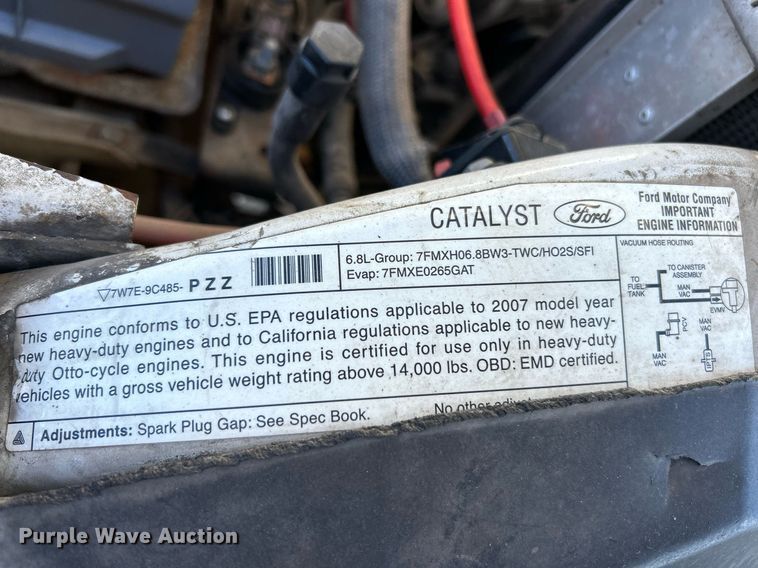 CATALYST Ford
Ford Motor Company
IMPORTANT
ENGINE INFORMATION
7W7E-9C485- PZZ
6.8L-Group: 7FMXH06.8BW3-TWC/HO2S/SFI
Evap: 7FMXE0265GAT
This engine conforms to U.S. EPA regulations applicable to 2007 model year
new heavy-duty engines and to California regulations applicable to new heavy-
duty Otto-cycle engines. This engine is certified for use only in heavy-duty
vehicles with a gross vehicle weight rating above 14,000 lbs. OBD: EMD certified.
Adjustments: Spark Plug Gap: See Spec Book.
No other
VACUUM HOSE ROUTING
TO CANISTER
ASSEMBLY
TO
FUEL
TANK
MAN
VAC
EVMV
PCV
MAN
VAC
MAN
VAC
Purple Wave Auction